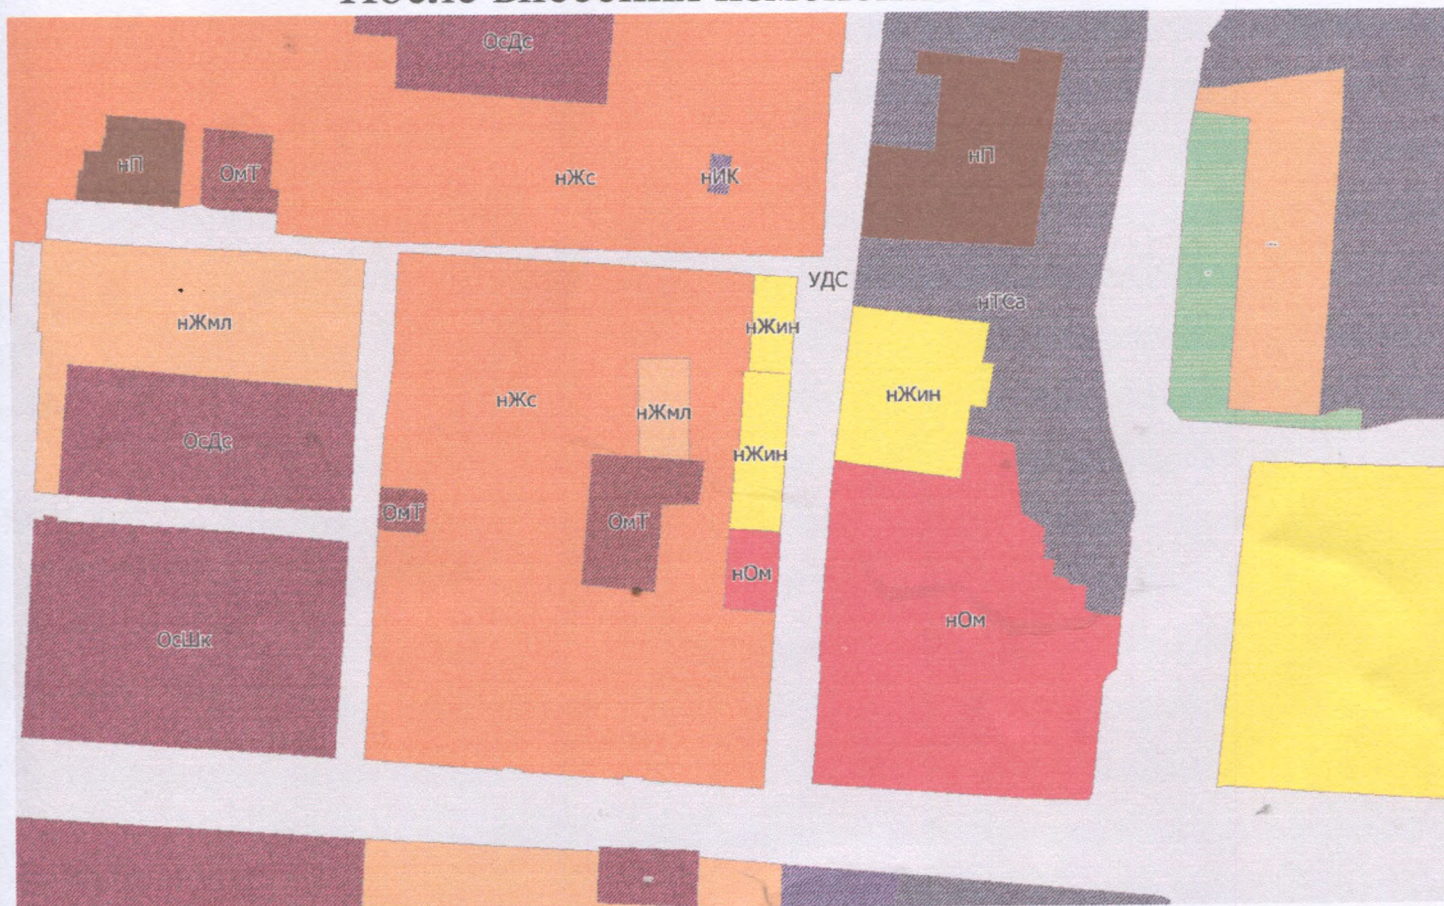 ОсДс
нП
ОмТ
нЖс
нИК
нП
УДС
нТСа
нЖмл
нЖин
нЖс
нЖмл
нЖин
нЖин
ОсДс
ОмТ
ОмТ
нОм
нОм
ОсШк